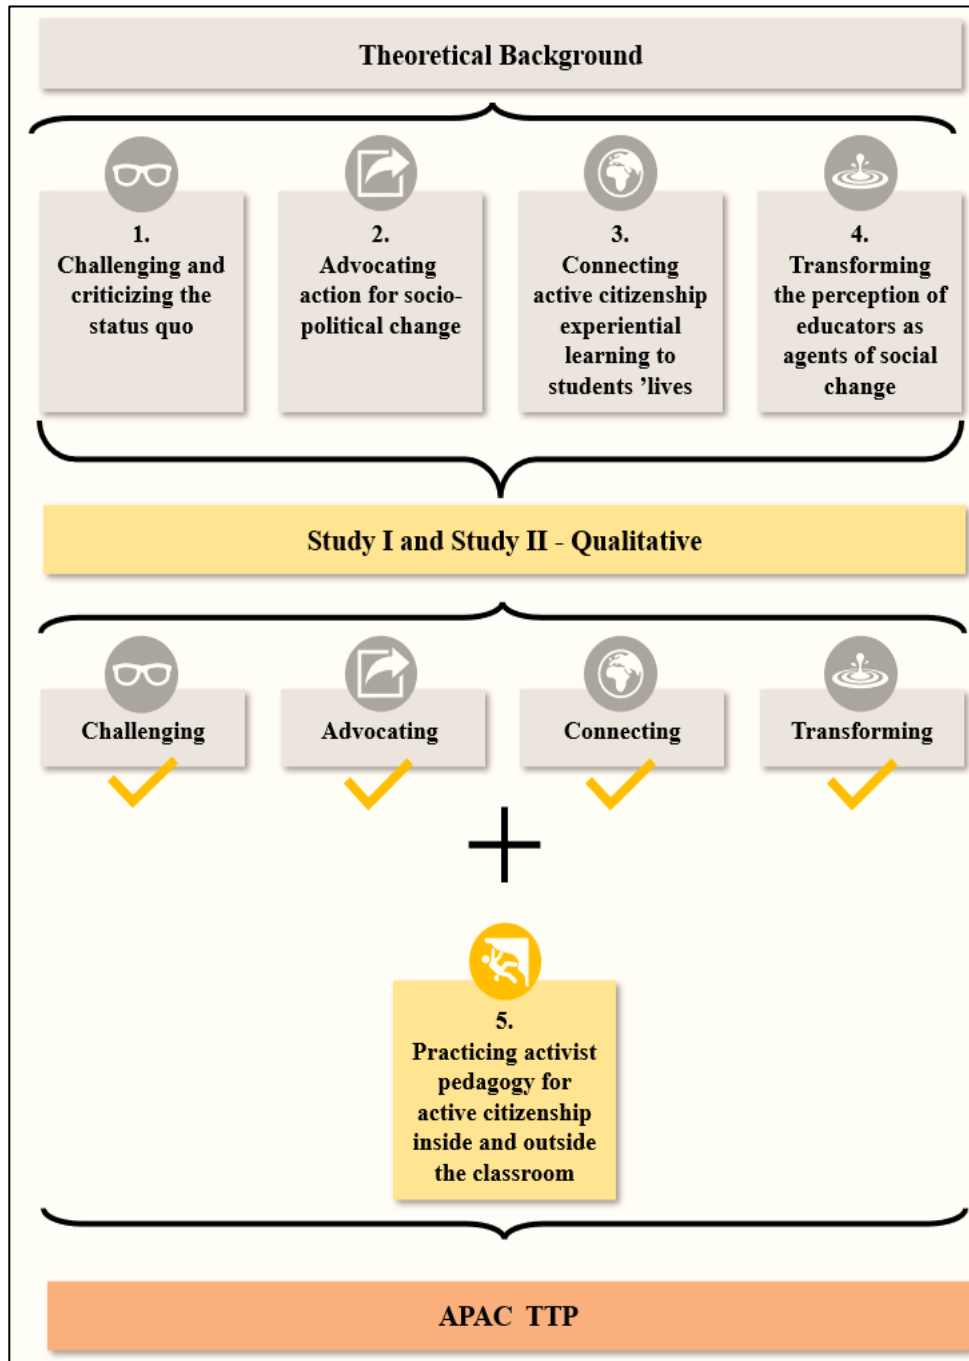 Theoretical Background
1.
Challenging and
criticizing the
status quo
2.
Advocating
action for socio-
political change
3.
Connecting
active citizenship
experiential
learning to
students ’lives
4.
Transforming
the perception of
educators as
agents of social
change
Study I and Study II - Qualitative
Challenging
Advocating
Connecting
Transforming
5.
Practicing activist
pedagogy for
active citizenship
inside and outside
the classroom
APAC TTP